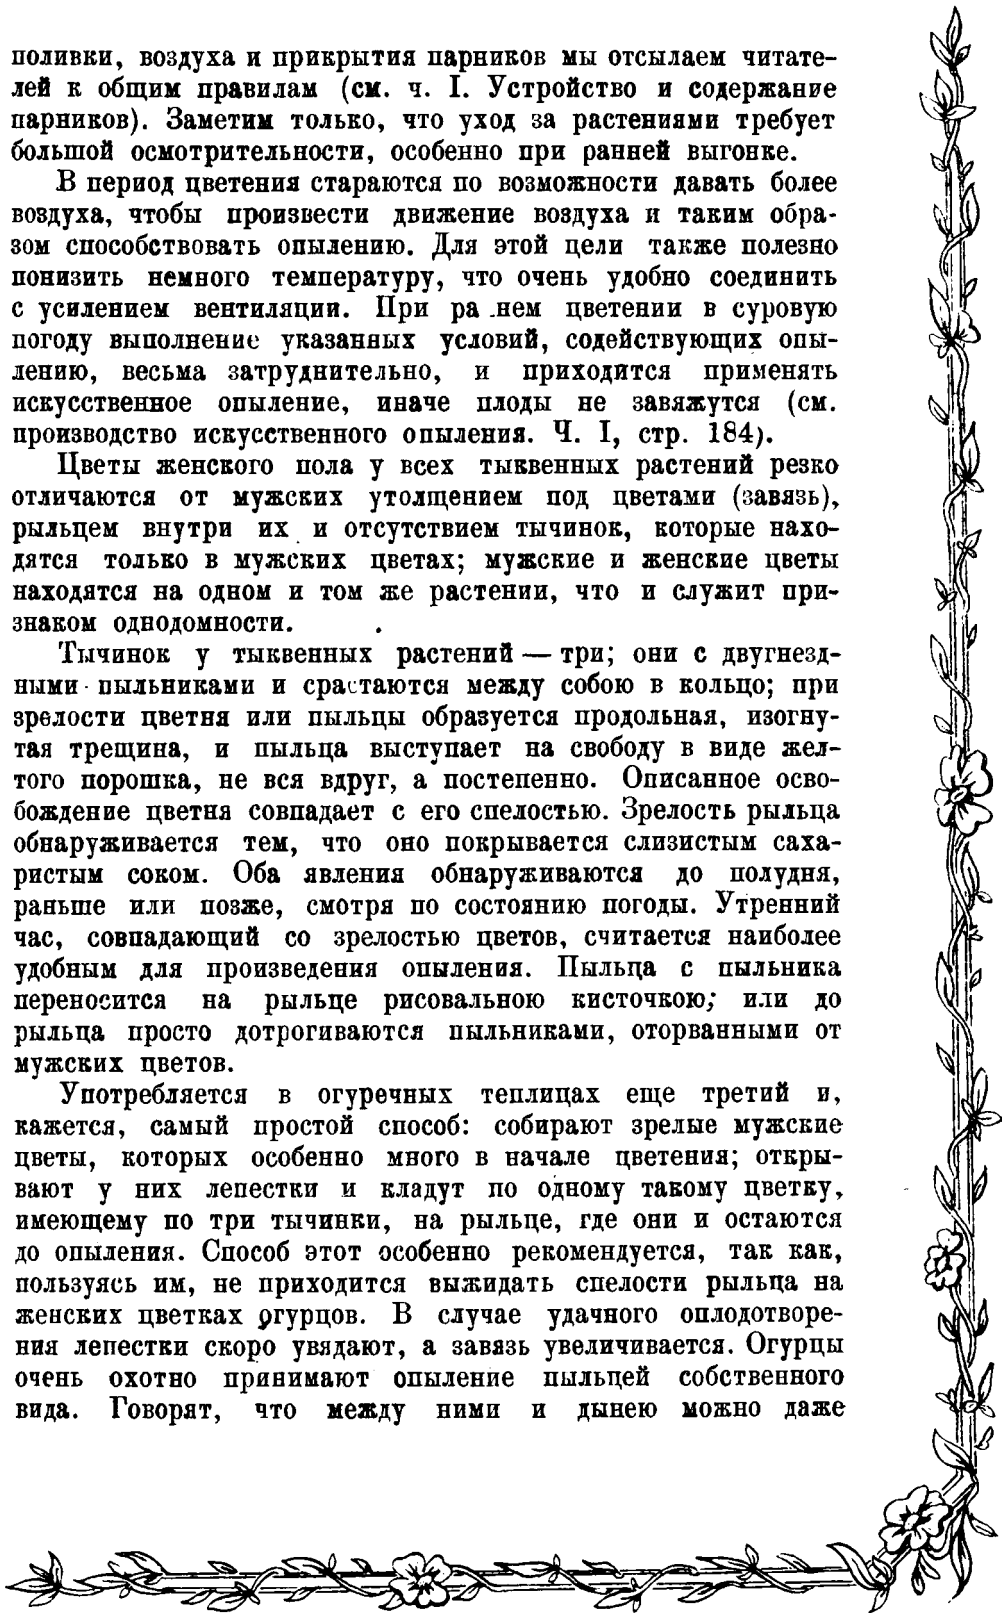 поливки, воздуха и прикрытия парников мы отсылаем читате-
лей к общим правилам (см. ч. I. Устройство и содержание
парников). Заметим только, что уход за растениями требует
большой осмотрительности, особенно при ранней выгонке.
В период цветения стараются по возможности давать более
воздуха, чтобы произвести движение воздуха и таким обра-
зом способствовать опылению. Для этой цели также полезно
понизить немного температуру, что очень удобно соединить
с усилением вентиляции. При ра нем цветении в суровую
погоду выполнение указанных условий, содействующих опы-
лению, весьма затруднительно, и приходится применять
искусственное опыление, иначе плоды не завяжутся (см.
производство искусственного опыления. Ч. I, стр. 184).
Цветы женского пола у всех тыквенных растений резко
отличаются от мужских утолщением под цветами (завязь),
рыльцем внутри их и отсутствием тычинок, которые нахо-
дятся только в мужских цветах; мужские и женские цветы
находятся на одном и том же растении, что и служит при-
знаком однодомности.
Тычинок у тыквенных растений — три; они с двугнезд-
ными пыльниками и срастаются между собою в кольцо; при
зрелости цветня или пыльцы образуется продольная, изогну-
тая трещина, и пыльца выступает на свободу в виде жел-
того порошка, не вся вдруг, а постепенно. Описанное осво-
бождение цветня совпадает с его спелостью. Зрелость рыльца
обнаруживается тем, что оно покрывается слизистым саха-
ристым соком. Оба явления обнаруживаются до полудня,
раньше или позже, смотря по состоянию погоды. Утренний
час, совпадающий со зрелостью цветов, считается наиболее
удобным для произведения опыления. Пыльца с пыльника
переносится на рыльце рисовальною кисточкою; или до
рыльца просто дотрогиваются пыльниками, оторванными от
мужских цветов.
Употребляется в огуречных теплицах еще третий и,
кажется, самый простой способ: собирают зрелые мужские
цветы, которых особенно много в начале цветения; откры-
вают у них лепестки и кладут по одному такому цветку,
имеющему по три тычинки, на рыльце, где они и остаются
до опыления. Способ этот особенно рекомендуется, так как,
пользуясь им, не приходится выжидать спелости рыльца на
женских цветках огурцов. В случае удачного оплодотворе-
ния лепестки скоро увядают, а завязь увеличивается. Огурцы
очень охотно принимают опыление пыльцей собственного
вида. Говорят, что между ними и дынею можно даже